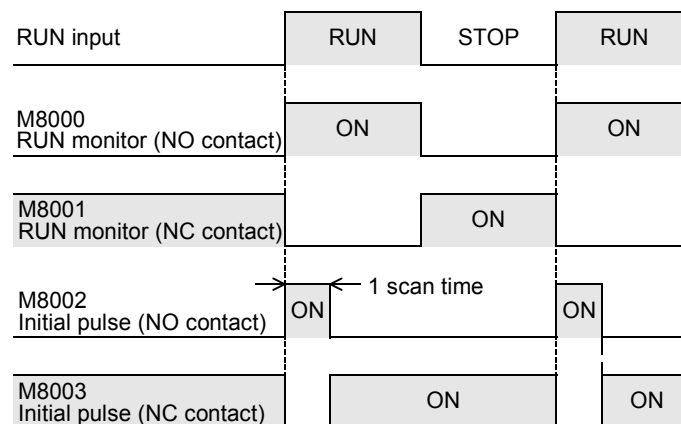 RUN input
RUN
STOP
RUN
M8000
RUN monitor (NO contact)
ON
ON
M8001
RUN monitor (NC contact)
ON
M8002
Initial pulse (NO contact)
ON
1 scan time
ON
M8003
Initial pulse (NC contact)
ON
ON